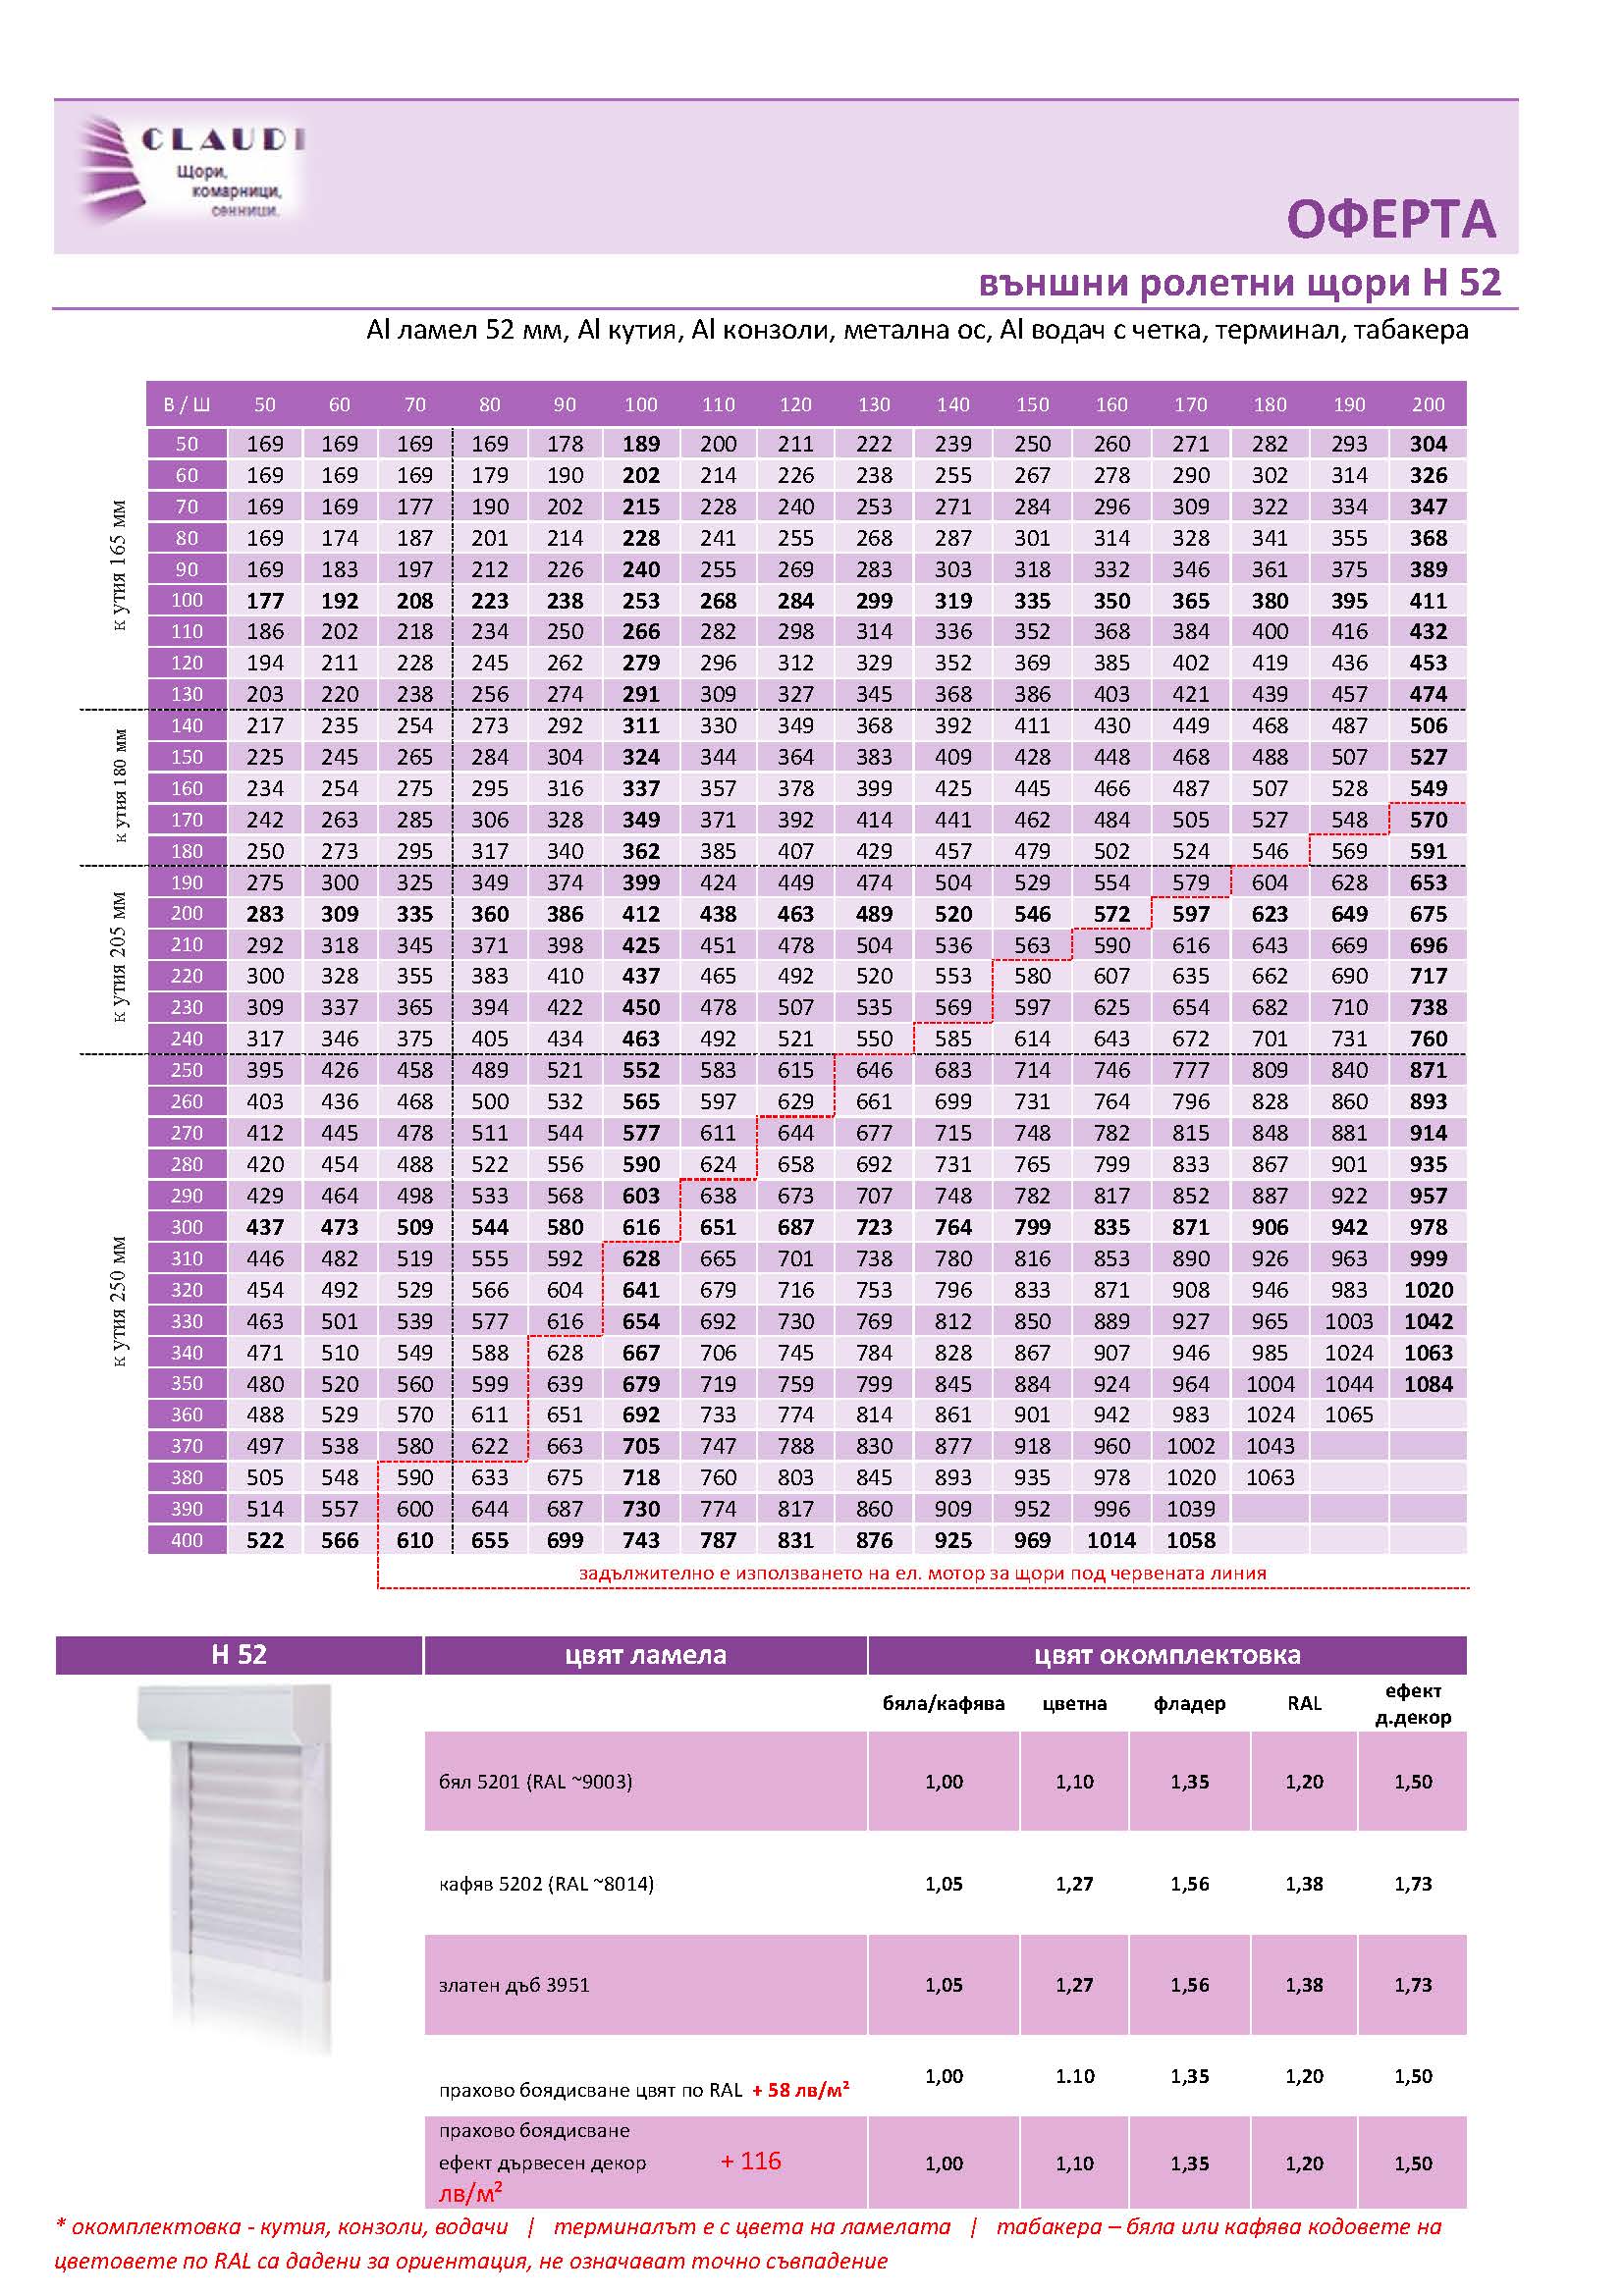 CLAUDI
Щори,
комарници,
сенници.
ОФЕРТА
външни ролетни щори Н 52
Al ламел 52 мм, Al кутия, Al конзоли, метална ос, Al водач с четка, терминал, табакера
В / Ш 50 60 70 80 90 100 110 120 130 140 150 160 170 180 190 200
к утия 165 мм
50 169 169 169 169 178 189 200 211 222 239 250 260 271 282 293 304
60 169 169 169 179 190 202 214 226 238 255 267 278 290 302 314 326
70 169 169 177 190 202 215 228 240 253 271 284 296 309 322 334 347
80 169 174 187 201 214 228 241 255 268 287 301 314 328 341 355 368
90 169 183 197 212 226 240 255 269 283 303 318 332 346 361 375 389
100 177 192 208 223 238 253 268 284 299 319 335 350 365 380 395 411
110 186 202 218 234 250 266 282 298 314 336 352 368 384 400 416 432
120 194 211 228 245 262 279 296 312 329 352 369 385 402 419 436 453
130 203 220 238 256 274 291 309 327 345 368 386 403 421 439 457 474
к утия 180 мм
140 217 235 254 273 292 311 330 349 368 392 411 430 449 468 487 506
150 225 245 265 284 304 324 344 364 383 409 428 448 468 488 507 527
160 234 254 275 295 316 337 357 378 399 425 445 466 487 507 528 549
170 242 263 285 306 328 349 371 392 414 441 462 484 505 527 548 570
180 250 273 295 317 340 362 385 407 429 457 479 502 524 546 569 591
к утия 205 мм
190 275 300 325 349 374 399 424 449 474 504 529 554 579 604 628 653
200 283 309 335 360 386 412 438 463 489 520 546 572 597 623 649 675
210 292 318 345 371 398 425 451 478 504 536 563 590 616 643 669 696
220 300 328 355 383 410 437 465 492 520 553 580 607 635 662 690 717
230 309 337 365 394 422 450 478 507 535 569 597 625 654 682 710 738
240 317 346 375 405 434 463 492 521 550 585 614 643 672 701 731 760
к утия 250 мм
250 395 426 458 489 521 552 583 615 646 683 714 746 777 809 840 871
260 403 436 468 500 532 565 597 629 661 699 731 764 796 828 860 893
270 412 445 478 511 544 577 611 644 677 715 748 782 815 848 881 914
280 420 454 488 522 556 590 624 658 692 731 765 799 833 867 901 935
290 429 464 498 533 568 603 638 673 707 748 782 817 852 887 922 957
300 437 473 509 544 580 616 651 687 723 764 799 835 871 906 942 978
310 446 482 519 555 592 628 665 701 738 780 816 853 890 926 963 999
320 454 492 529 566 604 641 679 716 753 796 833 871 908 946 983 1020
330 463 501 539 577 616 654 692 730 769 812 850 889 927 965 1003 1042
340 471 510 549 588 628 667 706 745 784 828 867 907 946 985 1024 1063
350 480 520 560 599 639 679 719 759 799 845 884 924 964 1004 1044 1084
360 488 529 570 611 651 692 733 774 814 861 901 942 983 1024 1065
370 497 538 580 622 663 705 747 788 830 877 918 960 1002 1043
380 505 548 590 633 675 718 760 803 845 893 935 978 1020 1063
390 514 557 600 644 687 730 774 817 860 909 952 996 1039
400 522 566 610 655 699 743 787 831 876 925 969 1014 1058
задължително е използването на ел. мотор за щори под червената линия
Н 52 цвят ламела цвят окомплектовка
бяла/кафява цветна фладер RAL ефект
д.декор
бял 5201 (RAL ~9003) 1,00 1,10 1,35 1,20 1,50
кафяв 5202 (RAL ~8014) 1,05 1,27 1,56 1,38 1,73
златен дъб 3951 1,05 1,27 1,56 1,38 1,73
прахово боядисване цвят по RAL + 58 лв/м² 1,00 1.10 1,35 1,20 1,50
прахово боядисване
ефект дървесен декор + 116 1,00 1,10 1,35 1,20 1,50
лв/м²
* окомплектовка - кутия, конзоли, водачи | терминалът е с цвета на ламелата | табакера – бяла или кафява кодовете на
цветовете по RAL са дадени за ориентация, не означават точно съвпадение